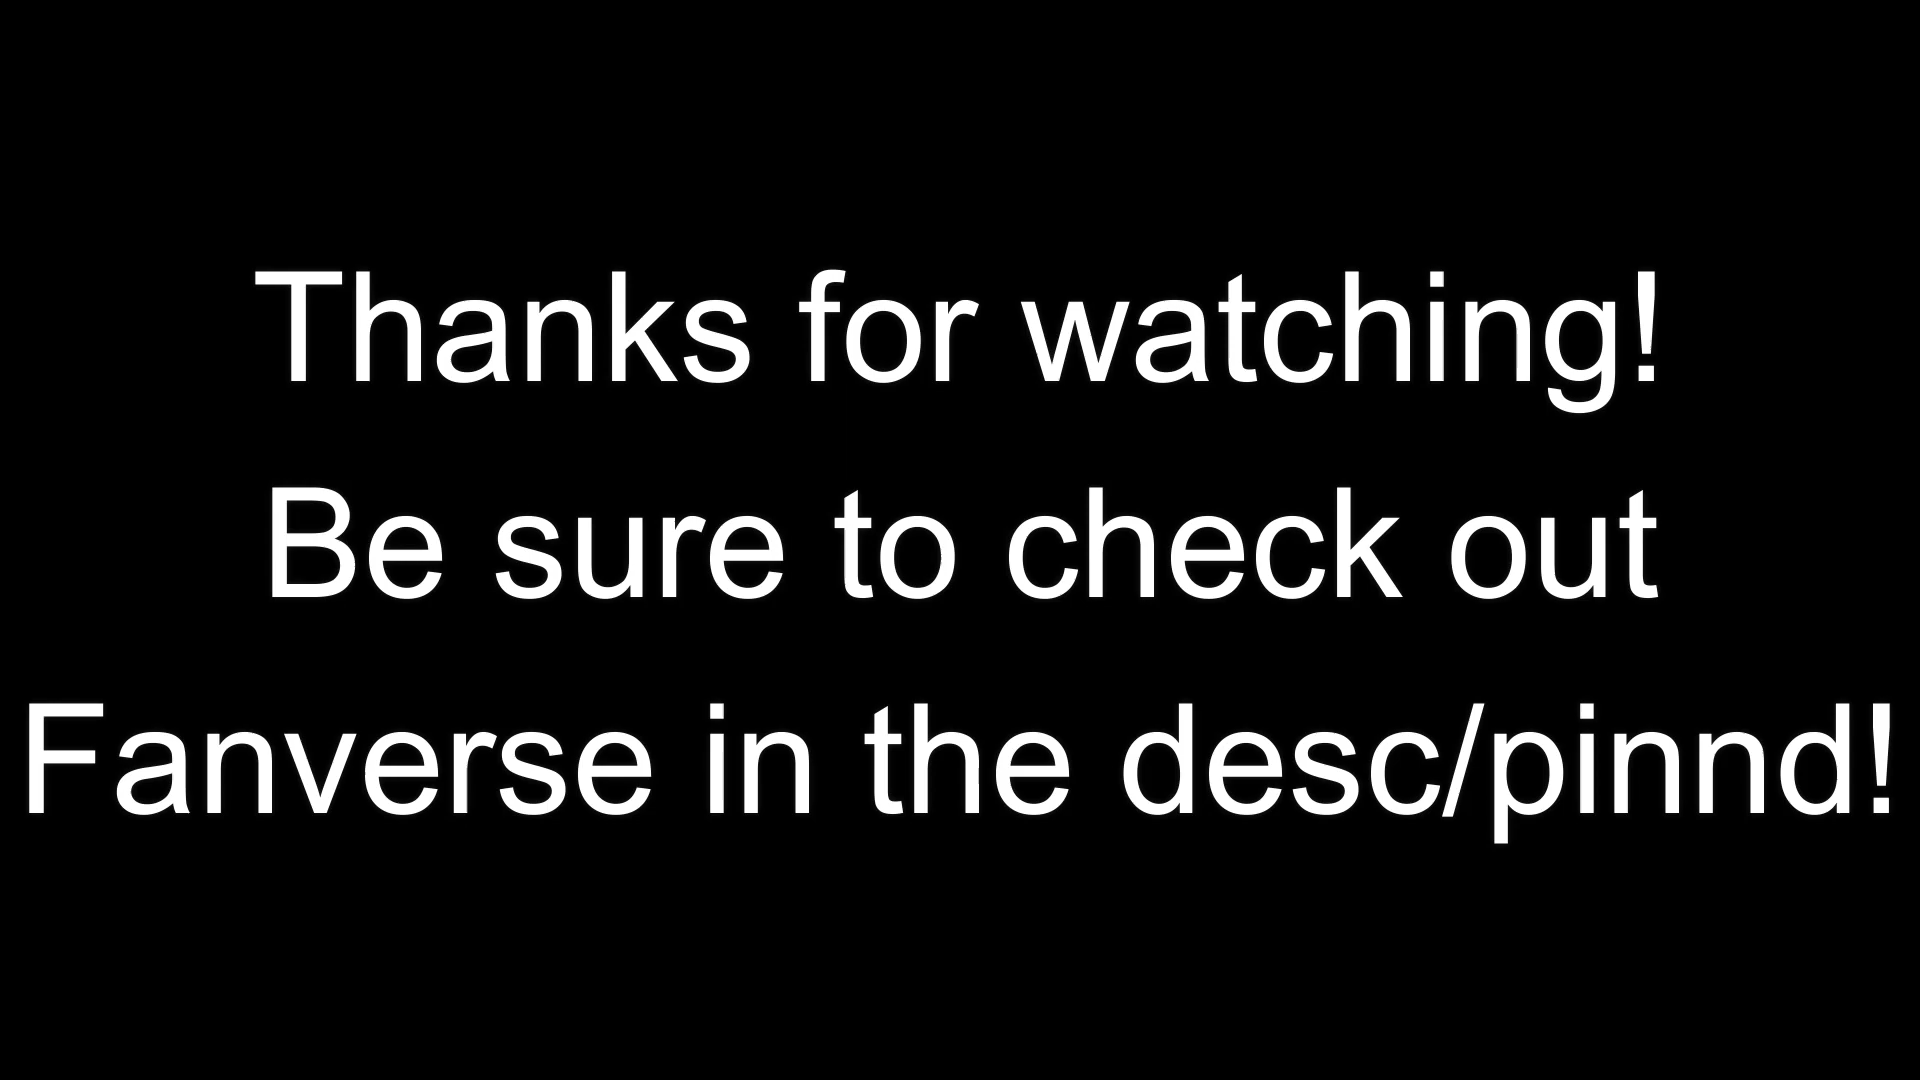 Thanks for watching!
Be sure to check out
Fanverse in the desc/pinnd!